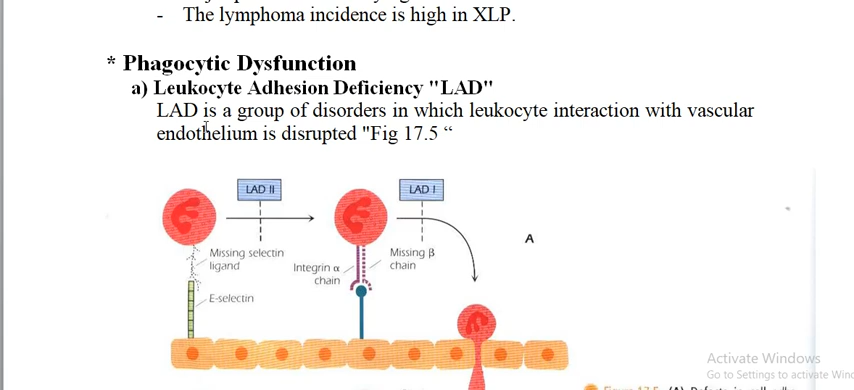 - The lymphoma incidence is high in XLP.
* Phagocytic Dysfunction
a) Leukocyte Adhesion Deficiency "LAD"
LAD is a group of disorders in which leukocyte interaction with vascular
endothelium is disrupted "Fig 17.5 “
LAD II
LAD I
A
Missing selectin
ligand
Integrin α
chain
Missing β
chain
E-selectin
Activate Windows
Go to Settings to activate Winc